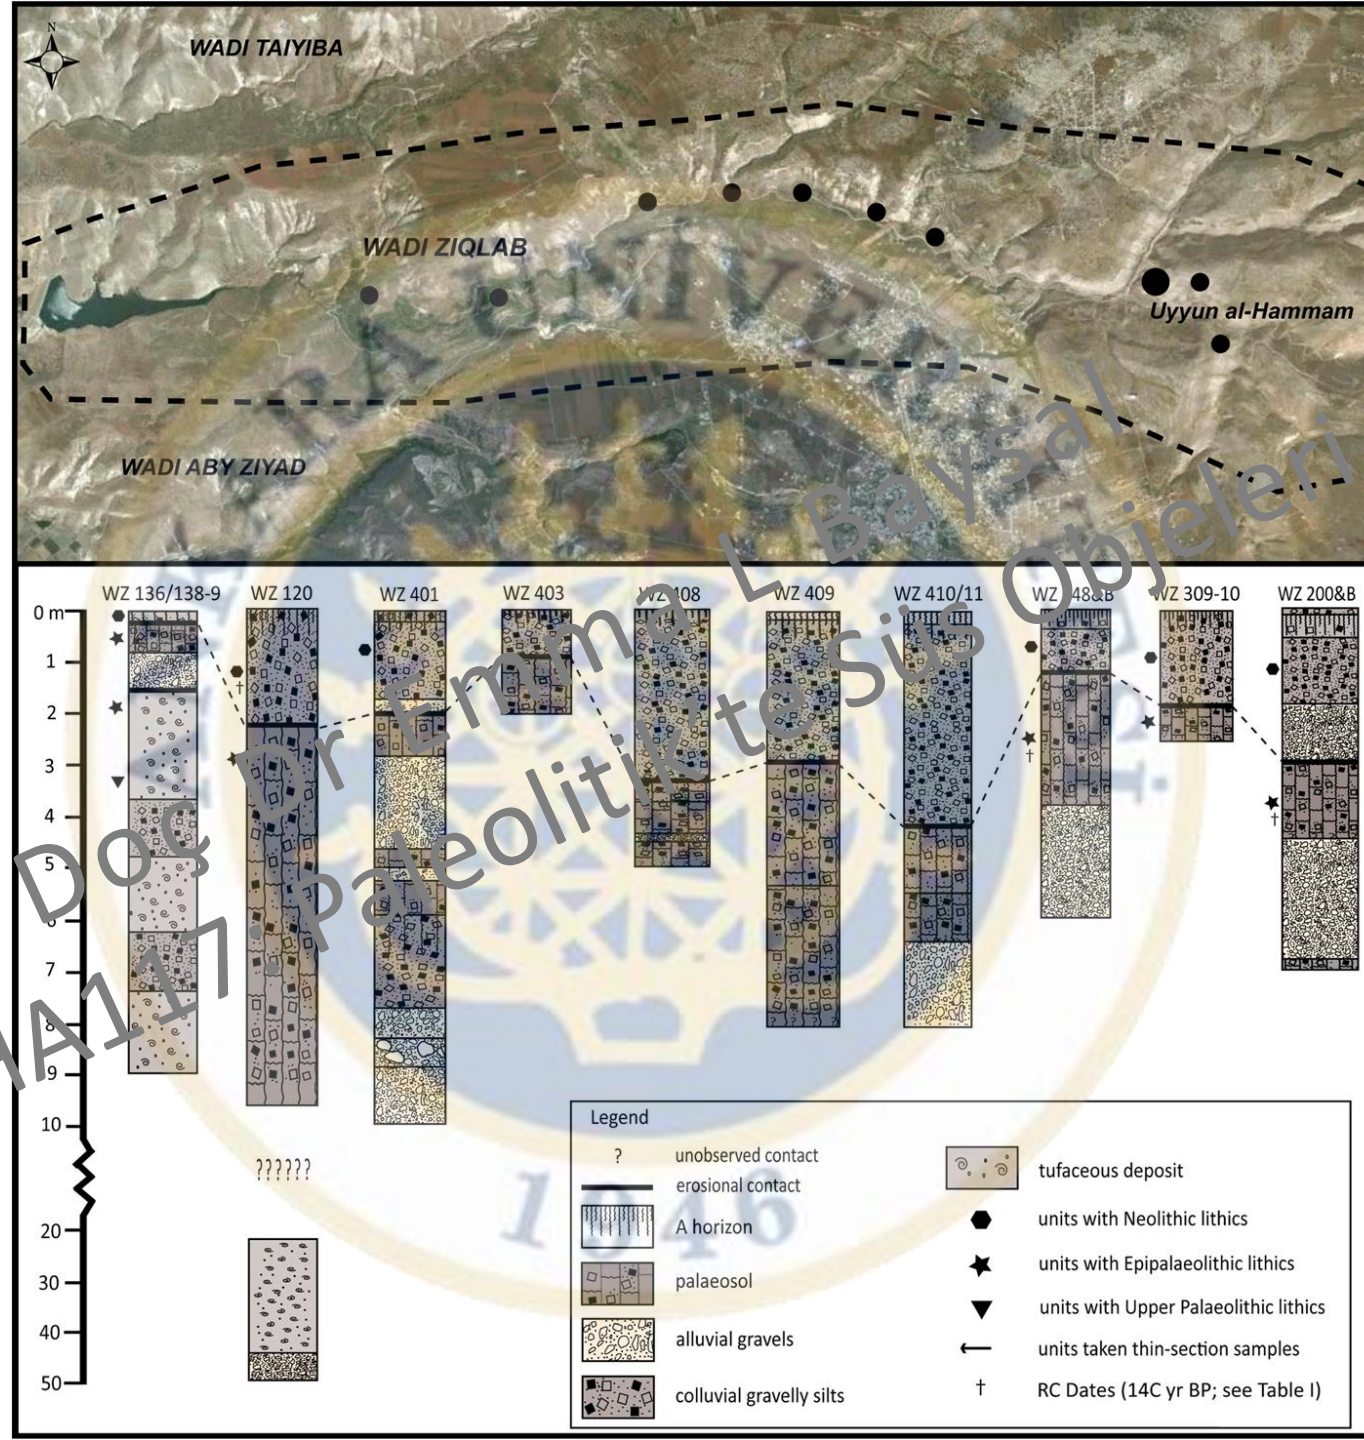 N
WADI TAIYIBA
WADI ZIQLAB
Uyyun al-Hammam
WADI ABY ZIYAD
WZ 136/138-9
WZ 120
WZ 401
WZ 403
WZ 408
WZ 409
WZ 410/11
WZ 148&B
WZ 309-10
WZ 200&B
0 m
1
2
3
4
5
6
7
8
9
10
??????
20
30
40
50
Legend
? unobserved contact
erosional contact
A horizon
palaeosol
alluvial gravels
colluvial gravelly silts
tufaceous deposit
units with Neolithic lithics
units with Epipalaeolithic lithics
units with Upper Palaeolithic lithics
units taken thin-section samples
† RC Dates (14C yr BP; see Table I)
Doç Dr Emma L Baysal
HA117: Paleolitik'te Süs Objeleri
1946